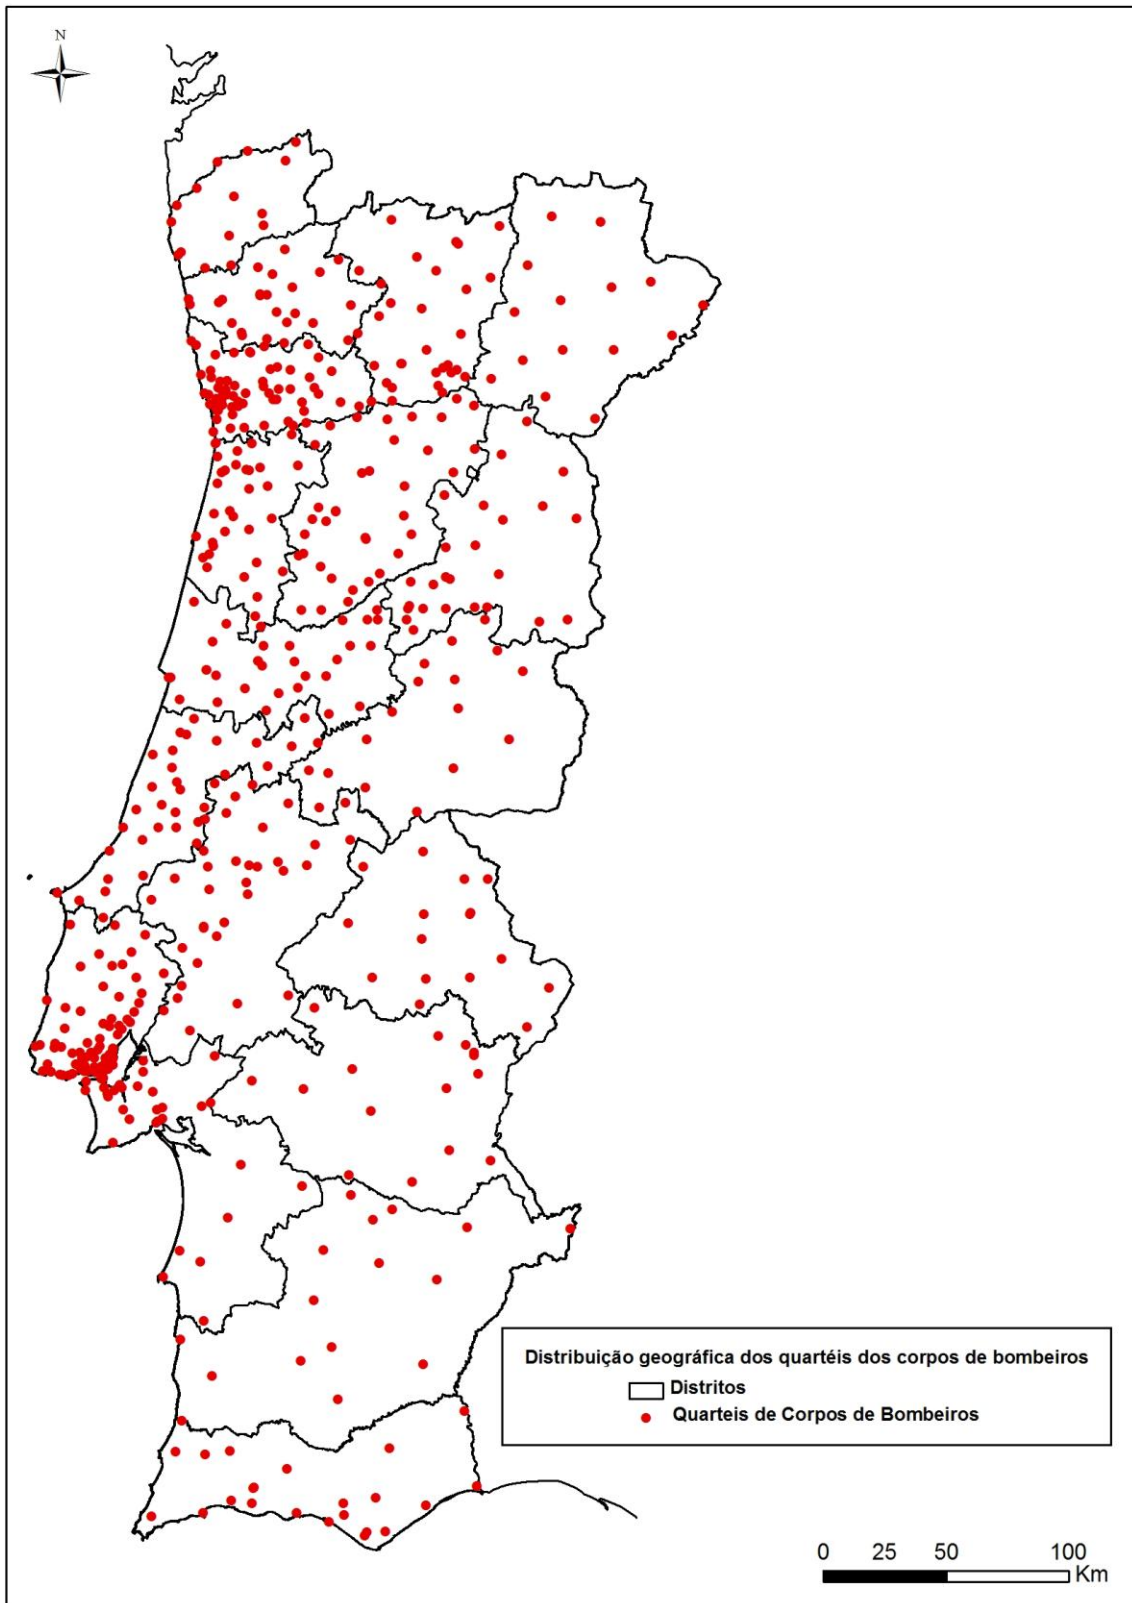 N
Distribuição geográfica dos quartéis dos corpos de bombeiros
Distritos
Quarteis de Corpos de Bombeiros
0 25 50 100
Km